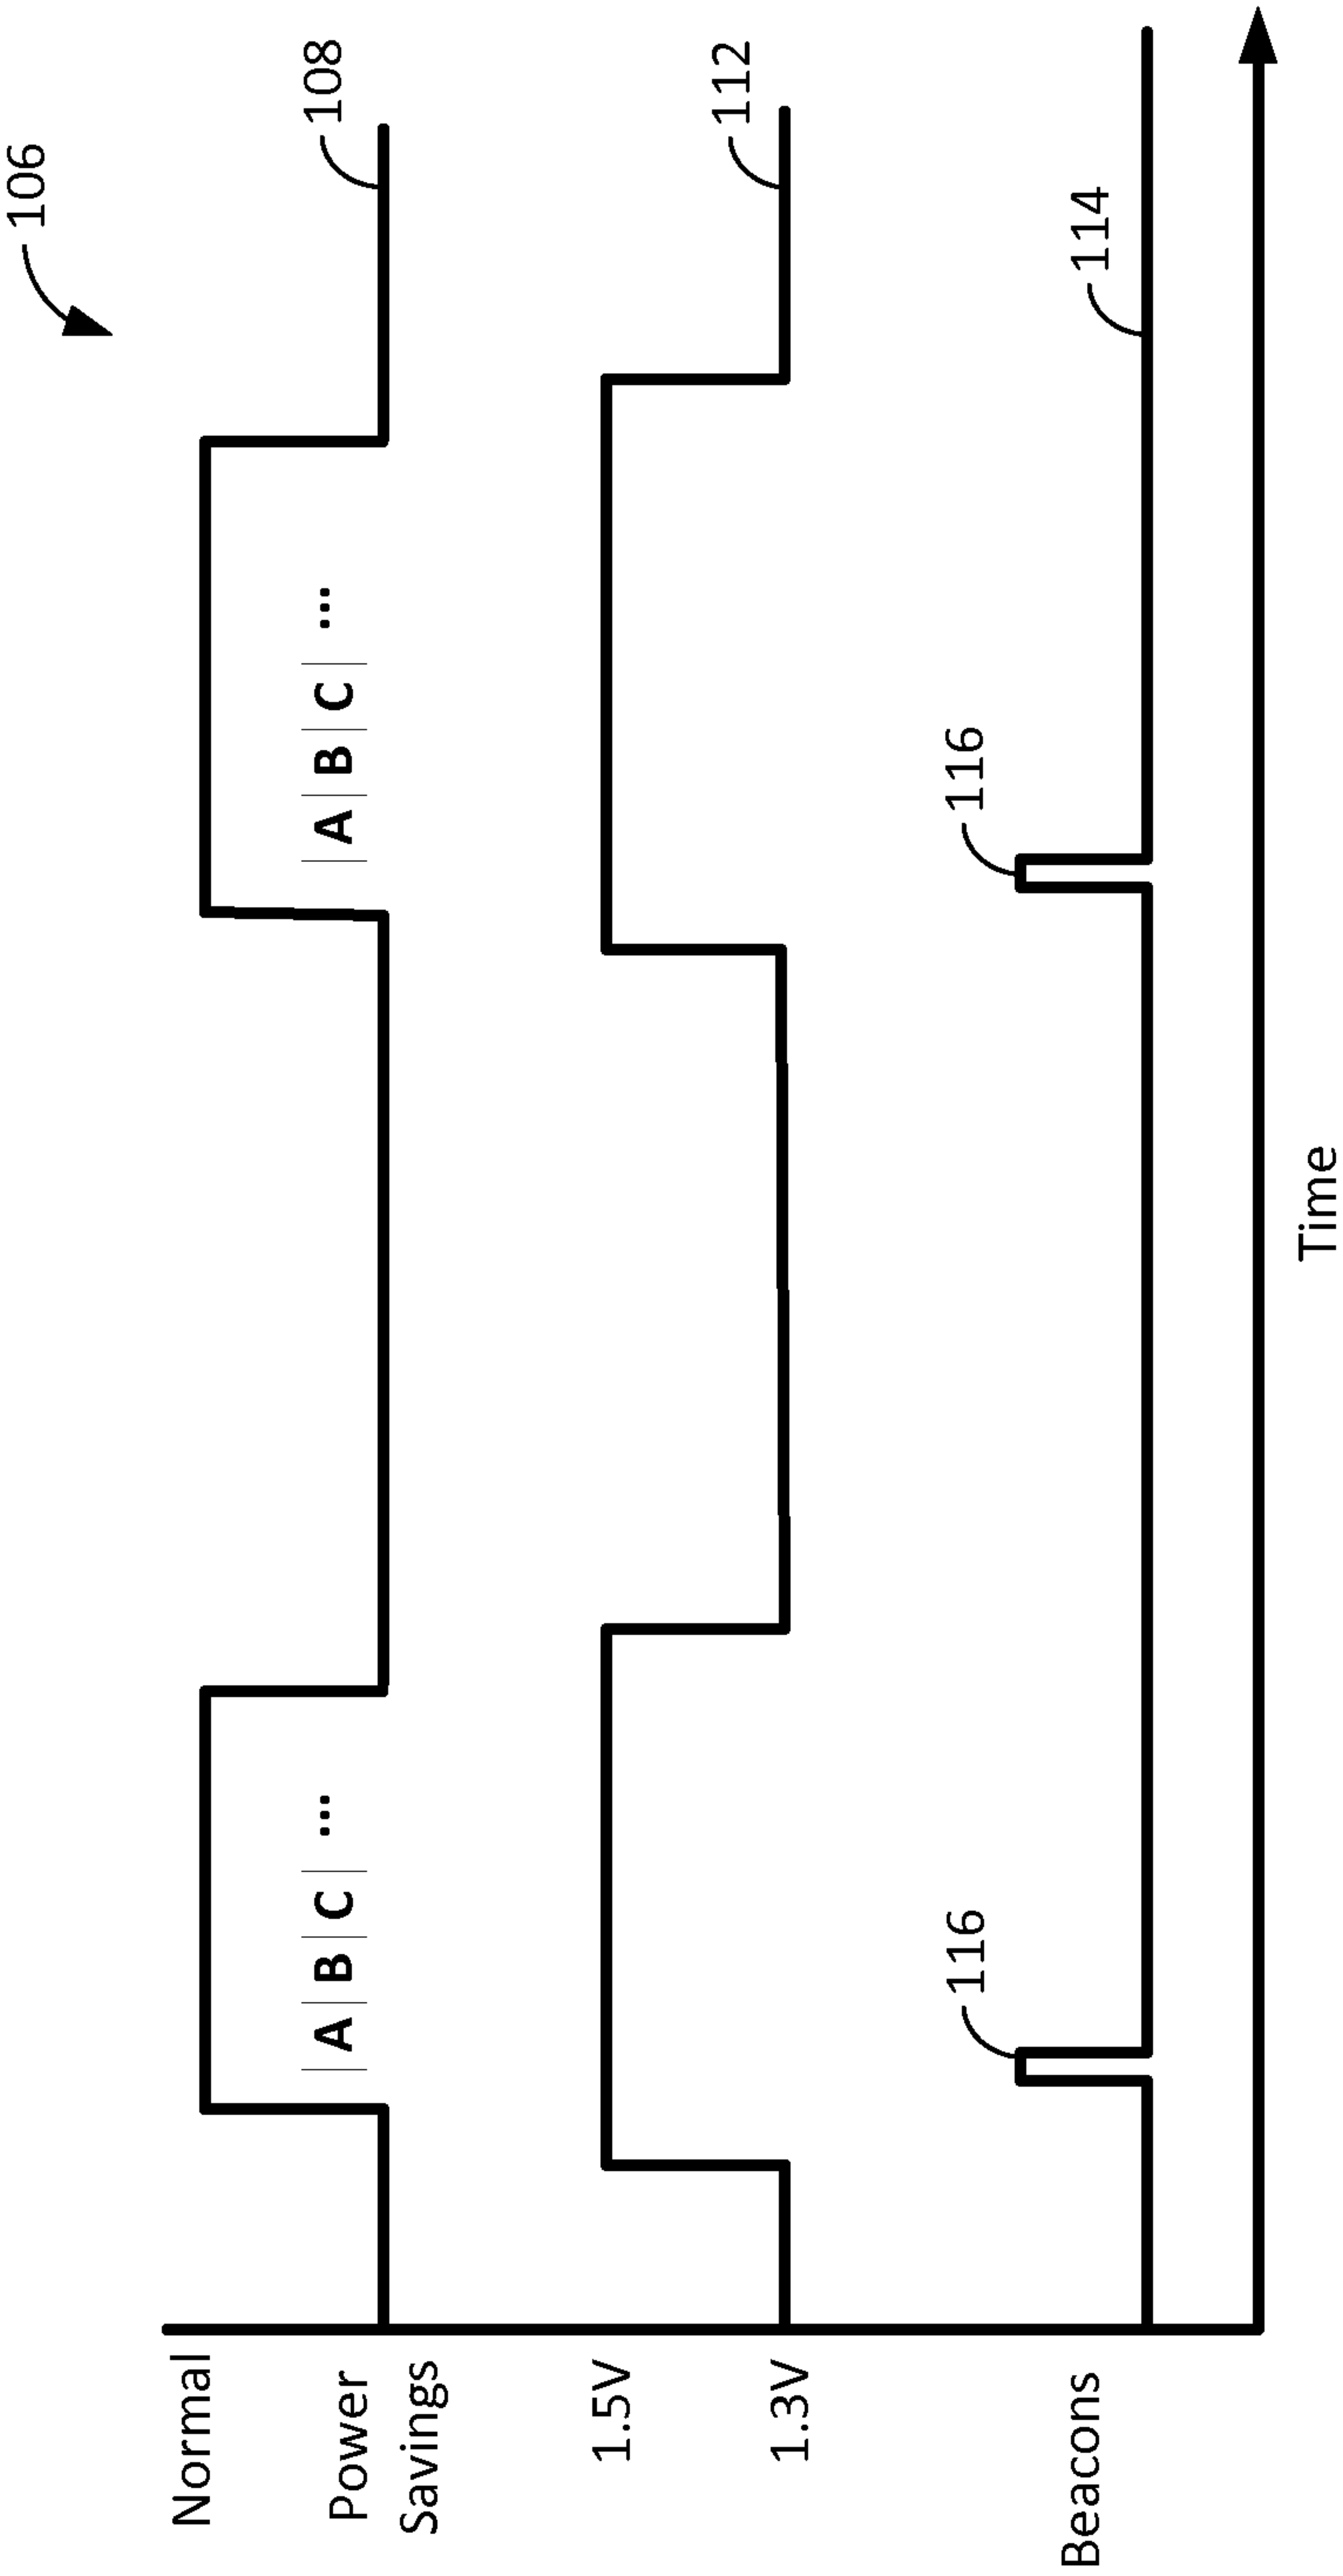 106
Normal
108
A B C ...
A B C ...
Power
Savings
1.5V
112
1.3V
116
116
Beacons
114
Time